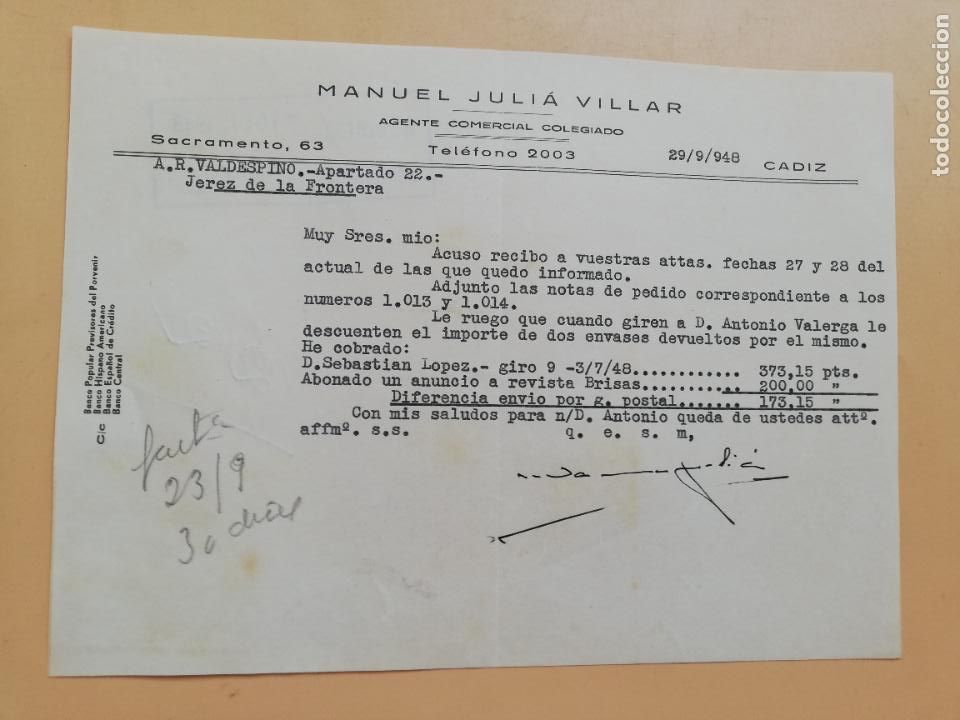 MANUEL JULIÁ VILLAR
AGENTE COMERCIAL COLEGIADO
Sacramento, 63
Teléfono 2003
29/9/948
CADIZ
A.R.VALDESPINO.-Apartado 22.-
Jerez de la Frontera
Muy Sres. mio:
Acuso recibo a vuestras attas. fechas 27 y 28 del
actual de las que quedo informado.
Adjunto las notas de pedido correspondiente a los
numeros 1.013 y 1.014.
Le ruego que cuando giren a D. Antonio Valerga le
descuenten el importe de dos envases devueltos por el mismo.
He cobrado:
D.Sebastian Lopez.- giro 9 -3/7/48............ 373,15 pts.
Abonado un anuncio a revista Brisas.......... 200,00 "
Diferencia envio por g. postal....... 173,15 "
Con mis saludos para n/D. Antonio queda de ustedes attº.
affmº. s.s. q. e. s. m,
C/c
Banco Popular Previsores del Porvenir
Banco Hispano Americano
Banco Español de Crédito
Banco Central
23/9
30 dias
todocoleccion